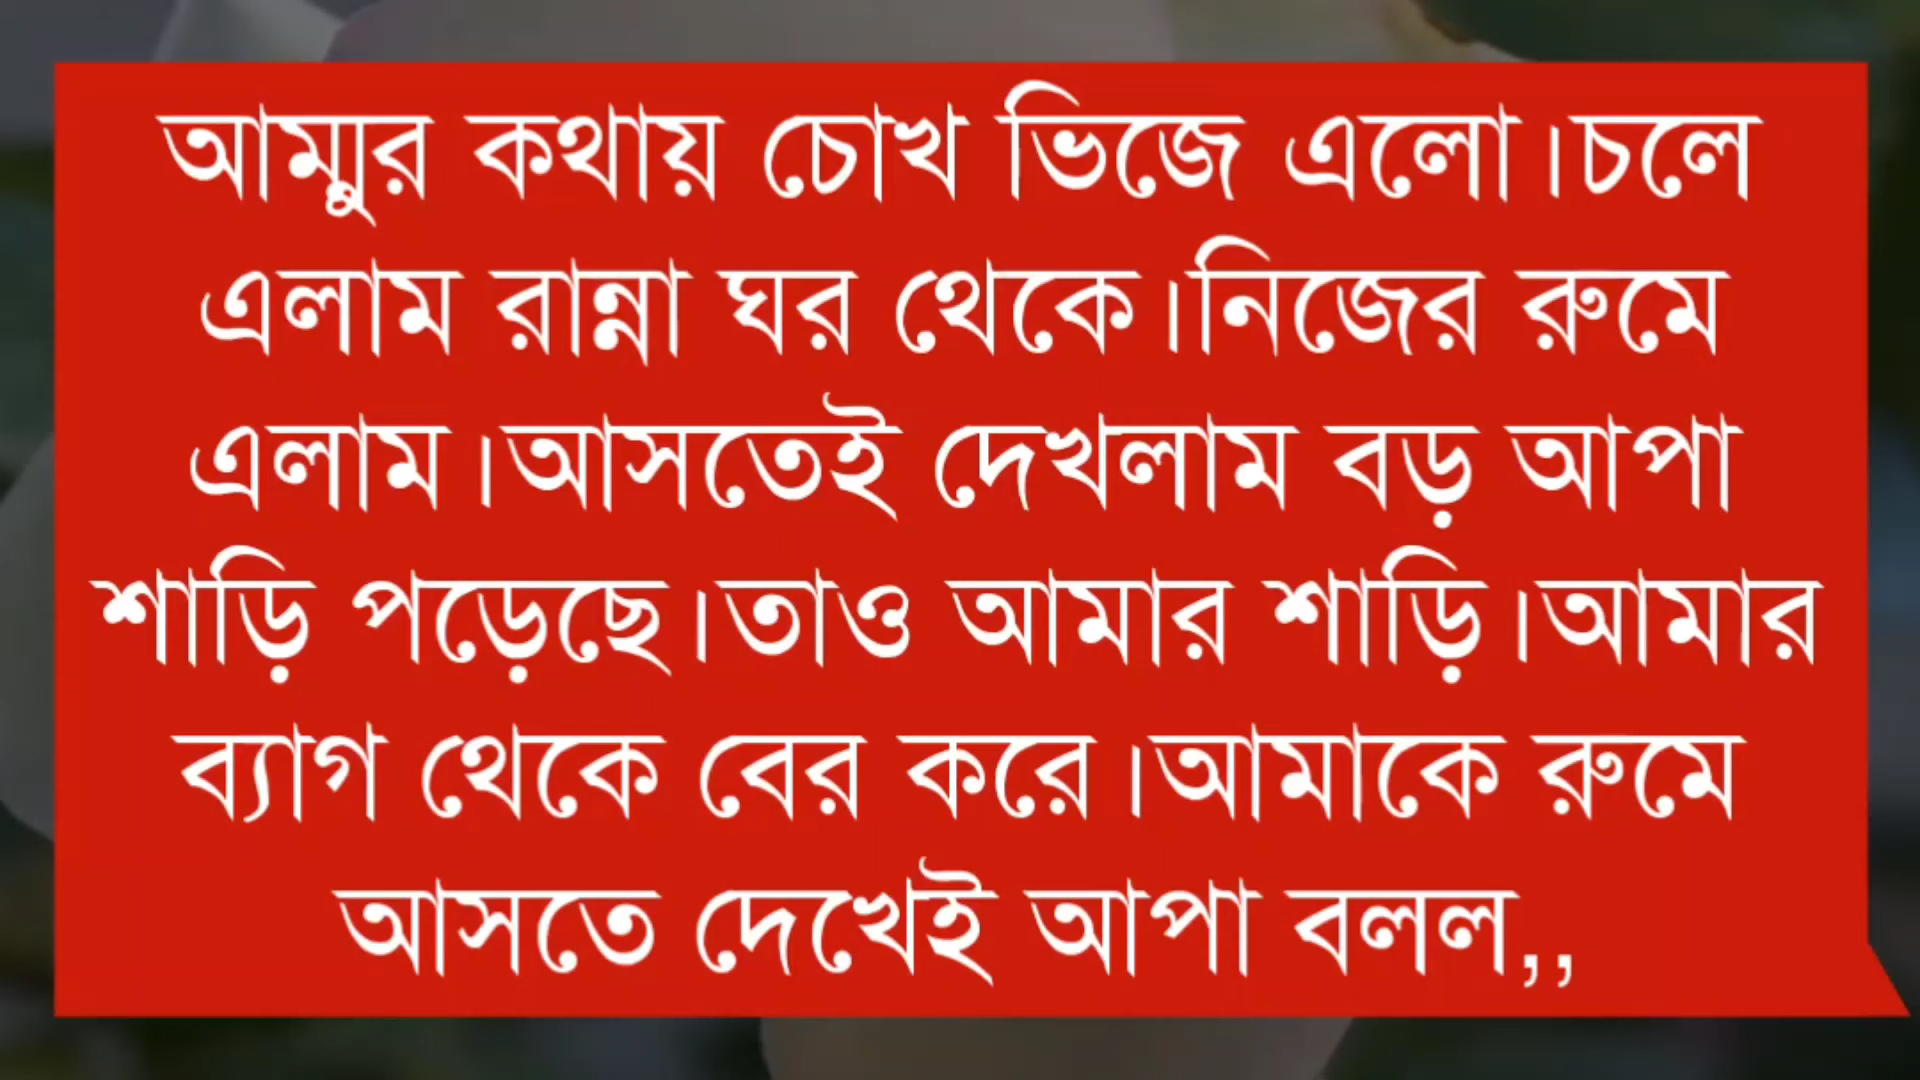 আম্মুর কথায় চোখ ভিজে এলো।চলে
এলাম রান্না ঘর থেকে।নিজের রুমে
এলাম।আসতেই দেখলাম বড় আপা
শাড়ি পড়েছে।তাও আমার শাড়ি।আমার
ব্যাগ থেকে বের করে।আমাকে রুমে
আসতে দেখেই আপা বলল,,